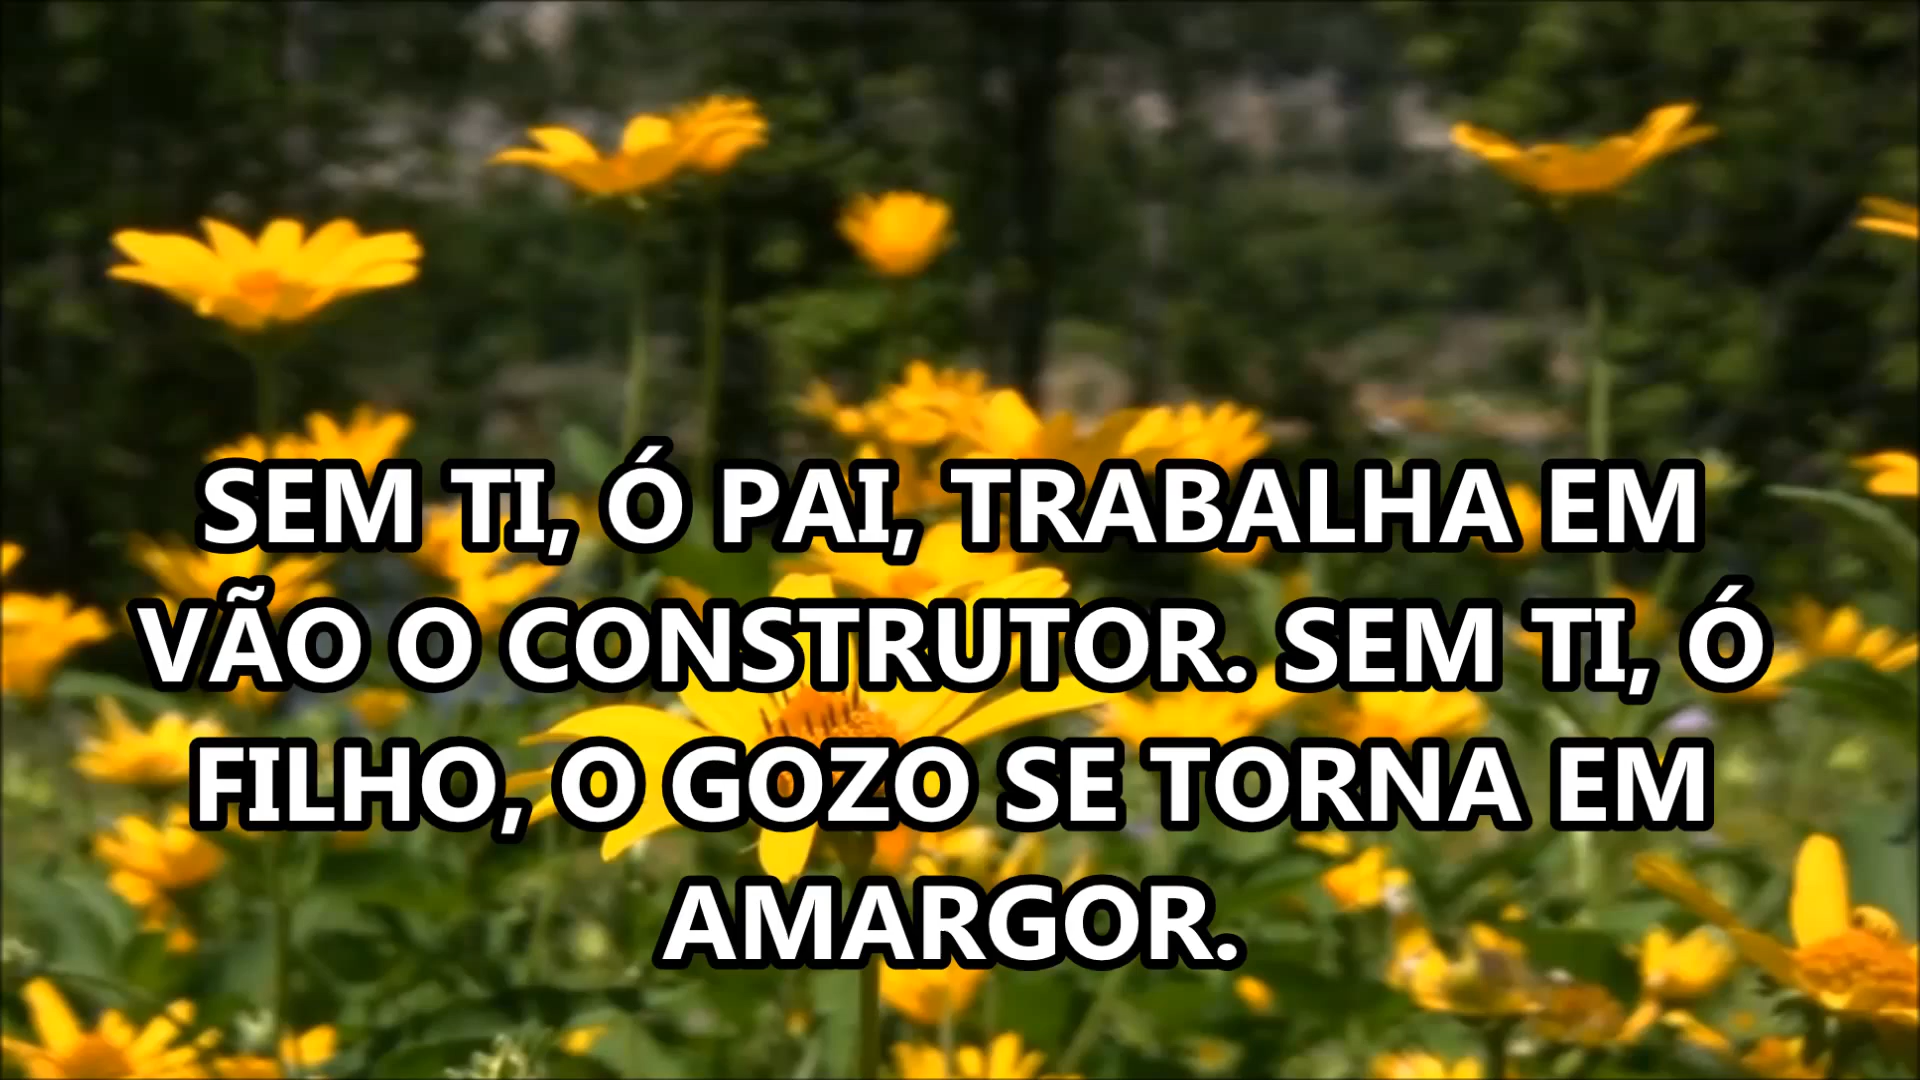 SEM TI, Ó PAI, TRABALHA EM
VÃO O CONSTRUTOR. SEM TI, Ó
FILHO, O GOZO SE TORNA EM
AMARGOR.